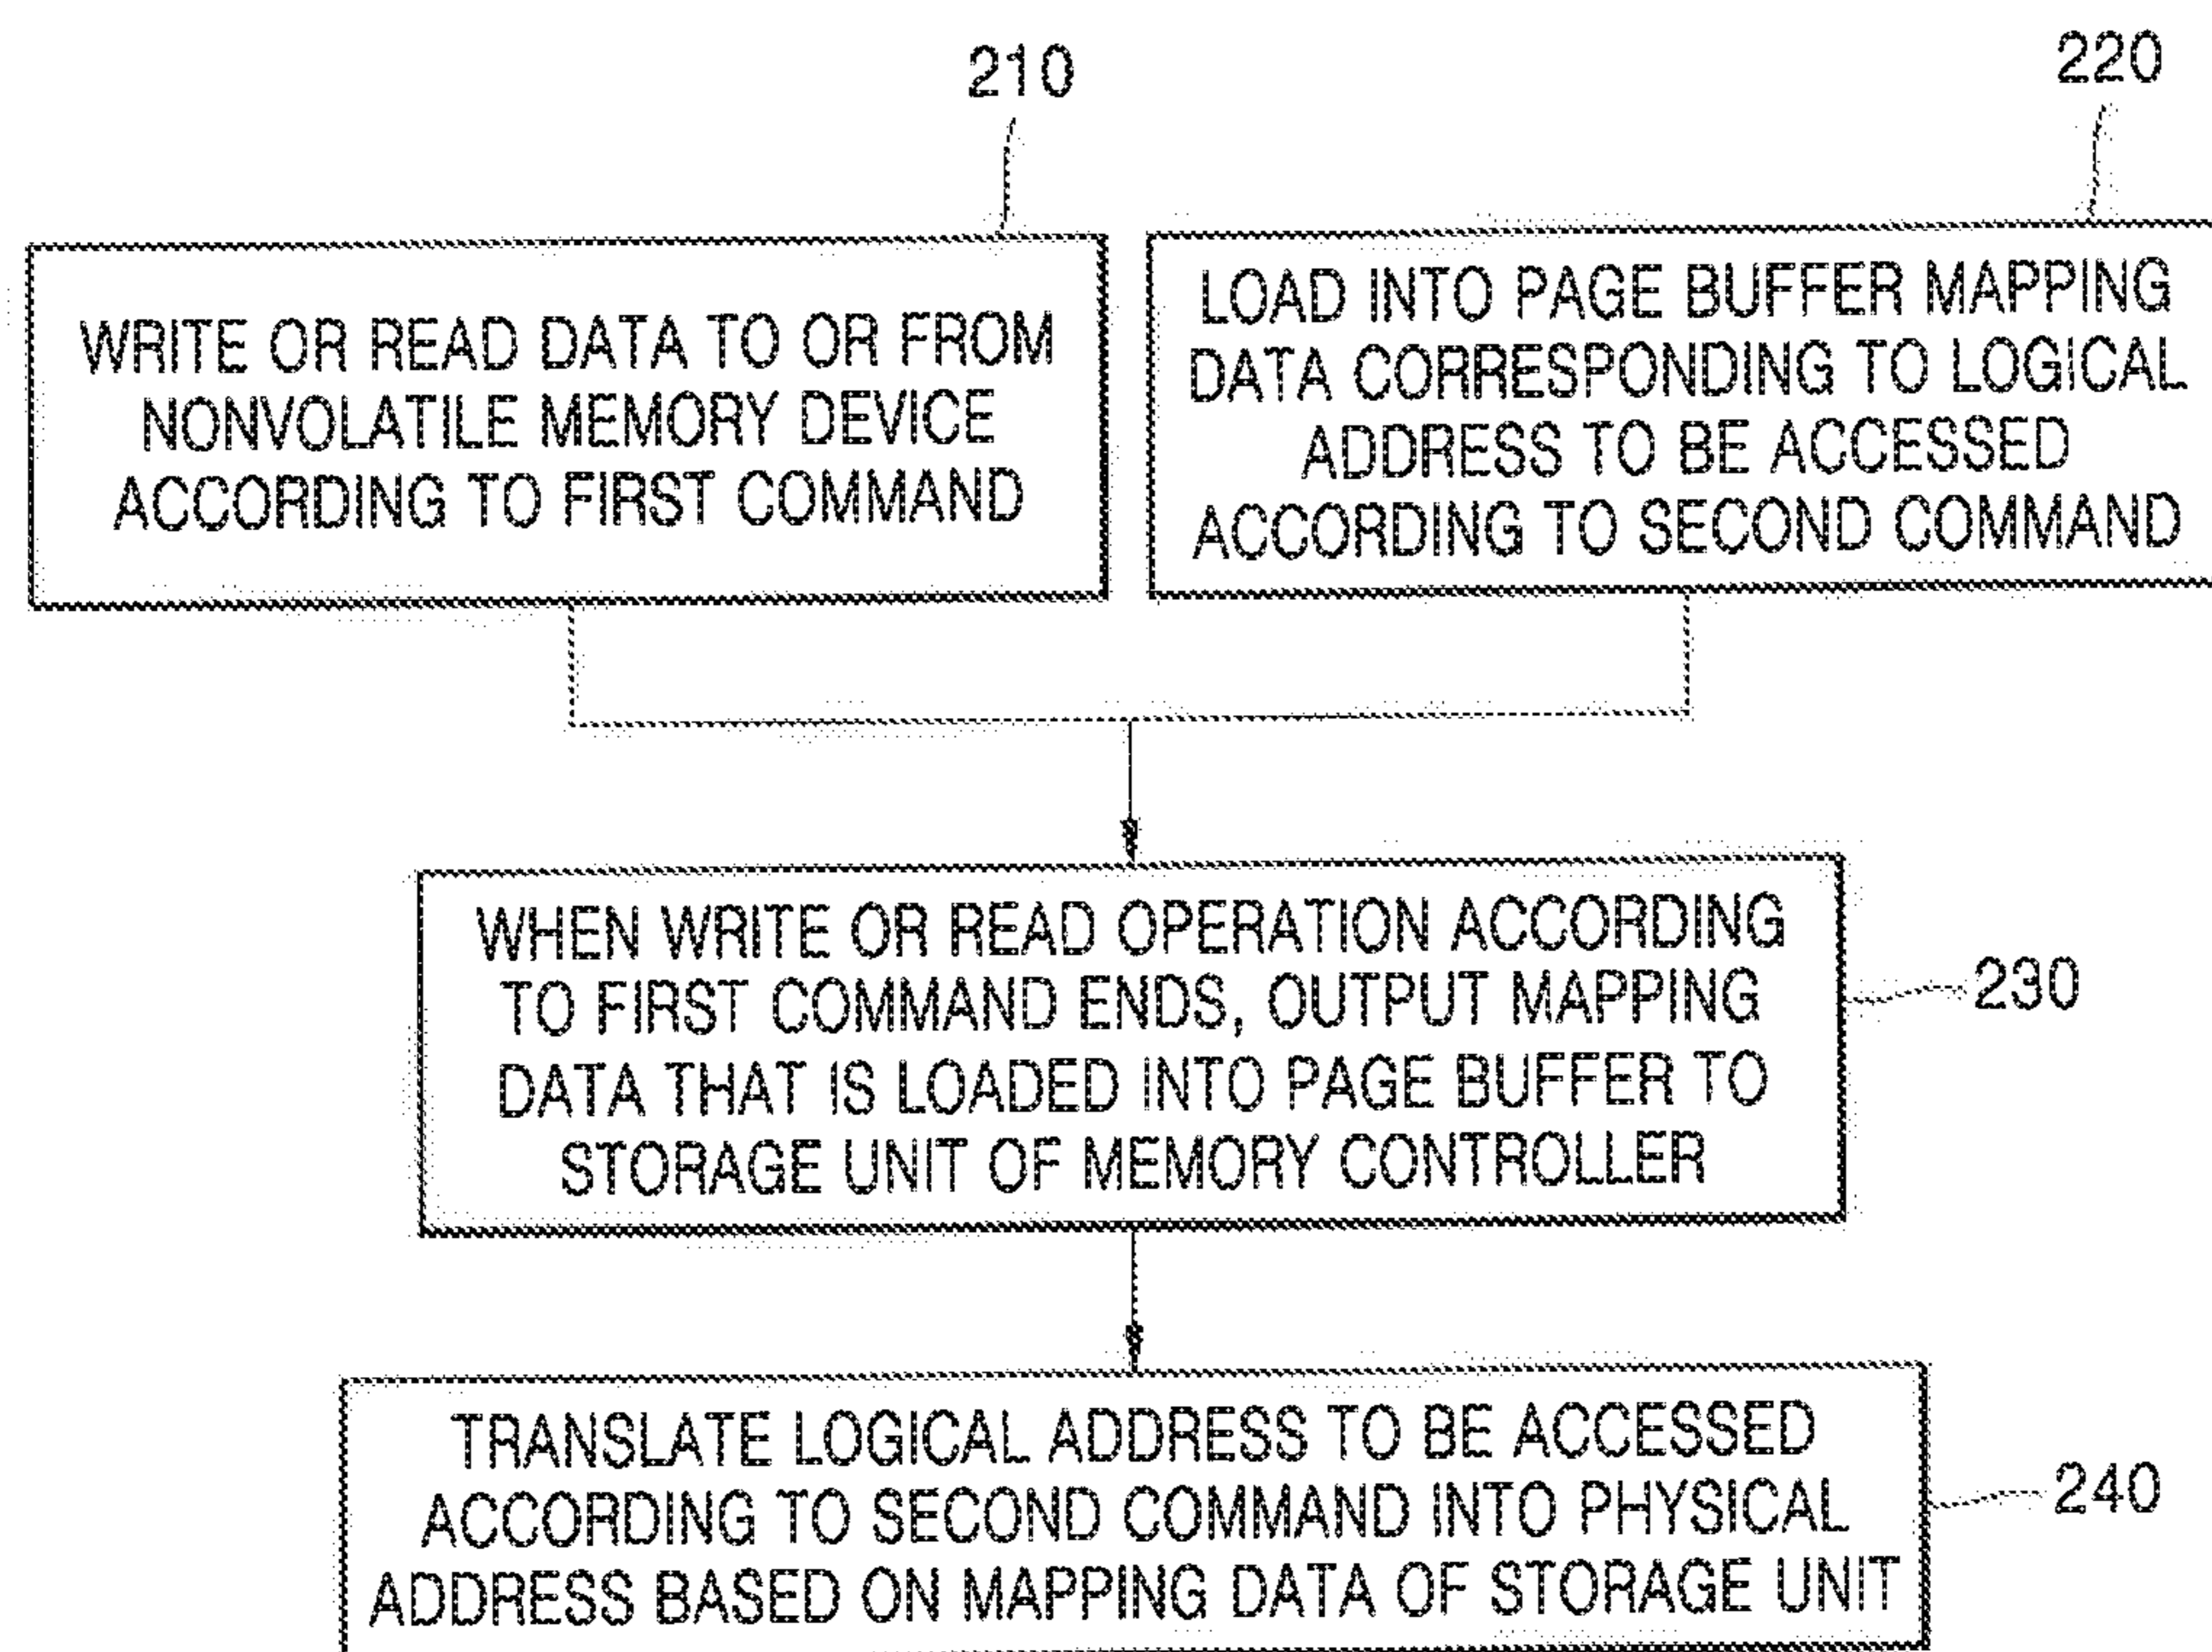 210
220
WRITE OR READ DATA TO OR FROM
NONVOLATILE MEMORY DEVICE
ACCORDING TO FIRST COMMAND
LOAD INTO PAGE BUFFER MAPPING
DATA CORRESPONDING TO LOGICAL
ADDRESS TO BE ACCESSED
ACCORDING TO SECOND COMMAND
WHEN WRITE OR READ OPERATION ACCORDING
TO FIRST COMMAND ENDS, OUTPUT MAPPING
DATA THAT IS LOADED INTO PAGE BUFFER TO
STORAGE UNIT OF MEMORY CONTROLLER
230
TRANSLATE LOGICAL ADDRESS TO BE ACCESSED
ACCORDING TO SECOND COMMAND INTO PHYSICAL
ADDRESS BASED ON MAPPING DATA OF STORAGE UNIT
240